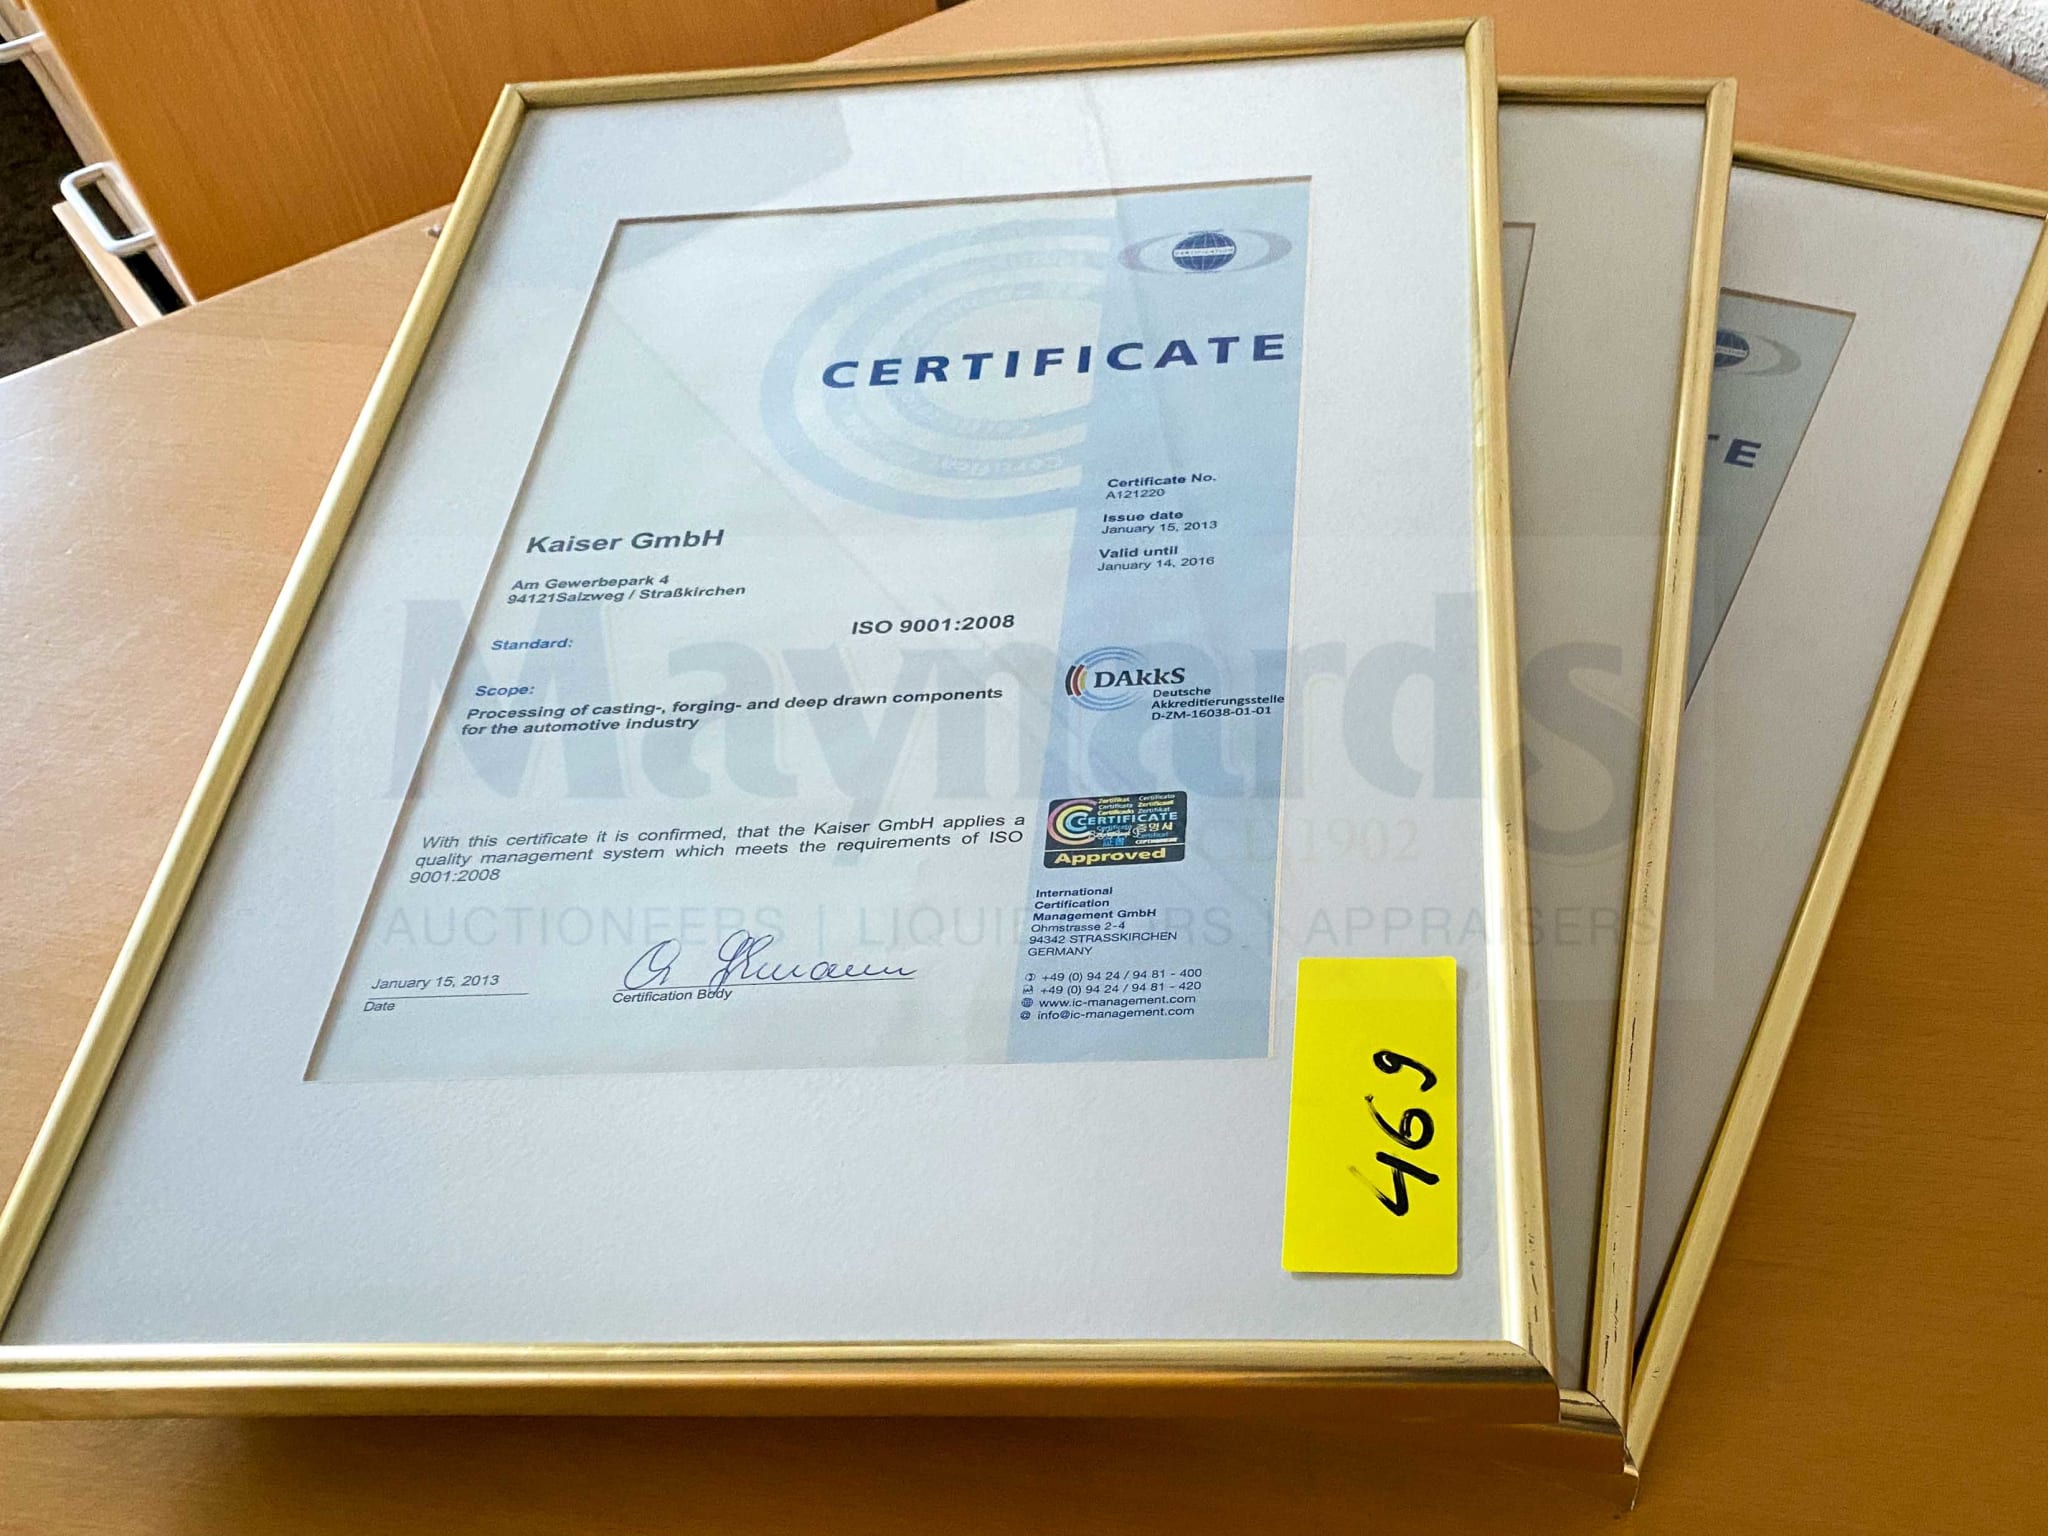 CERTIFICATION
CERTIFICATE
Certificate No.
A121220
Issue date
January 15, 2013
Valid until
January 14, 2016
Kaiser GmbH
Am Gewerbepark 4
94121Salzweg / Straßkirchen
ISO 9001:2008
Standard:
Scope:
Processing of casting-, forging- and deep drawn components
for the automotive industry
DAkkS
Deutsche
Akkreditierungsstelle
D-ZM-16038-01-01
With this certificate it is confirmed, that the Kaiser GmbH applies a
quality management system which meets the requirements of ISO
9001:2008
CERTIFICATE
Approved
International
Certification
Management GmbH
Ohmstrasse 2-4
94342 STRASSKIRCHEN
GERMANY
+49 (0) 94 24 / 94 81 - 400
+49 (0) 94 24 / 94 81 - 420
www.ic-management.com
info@ic-management.com
January 15, 2013
Date
Certification Body
469
TE
Maynards
1902
AUCTIONEERS | LIQUIDATORS | APPRAISERS